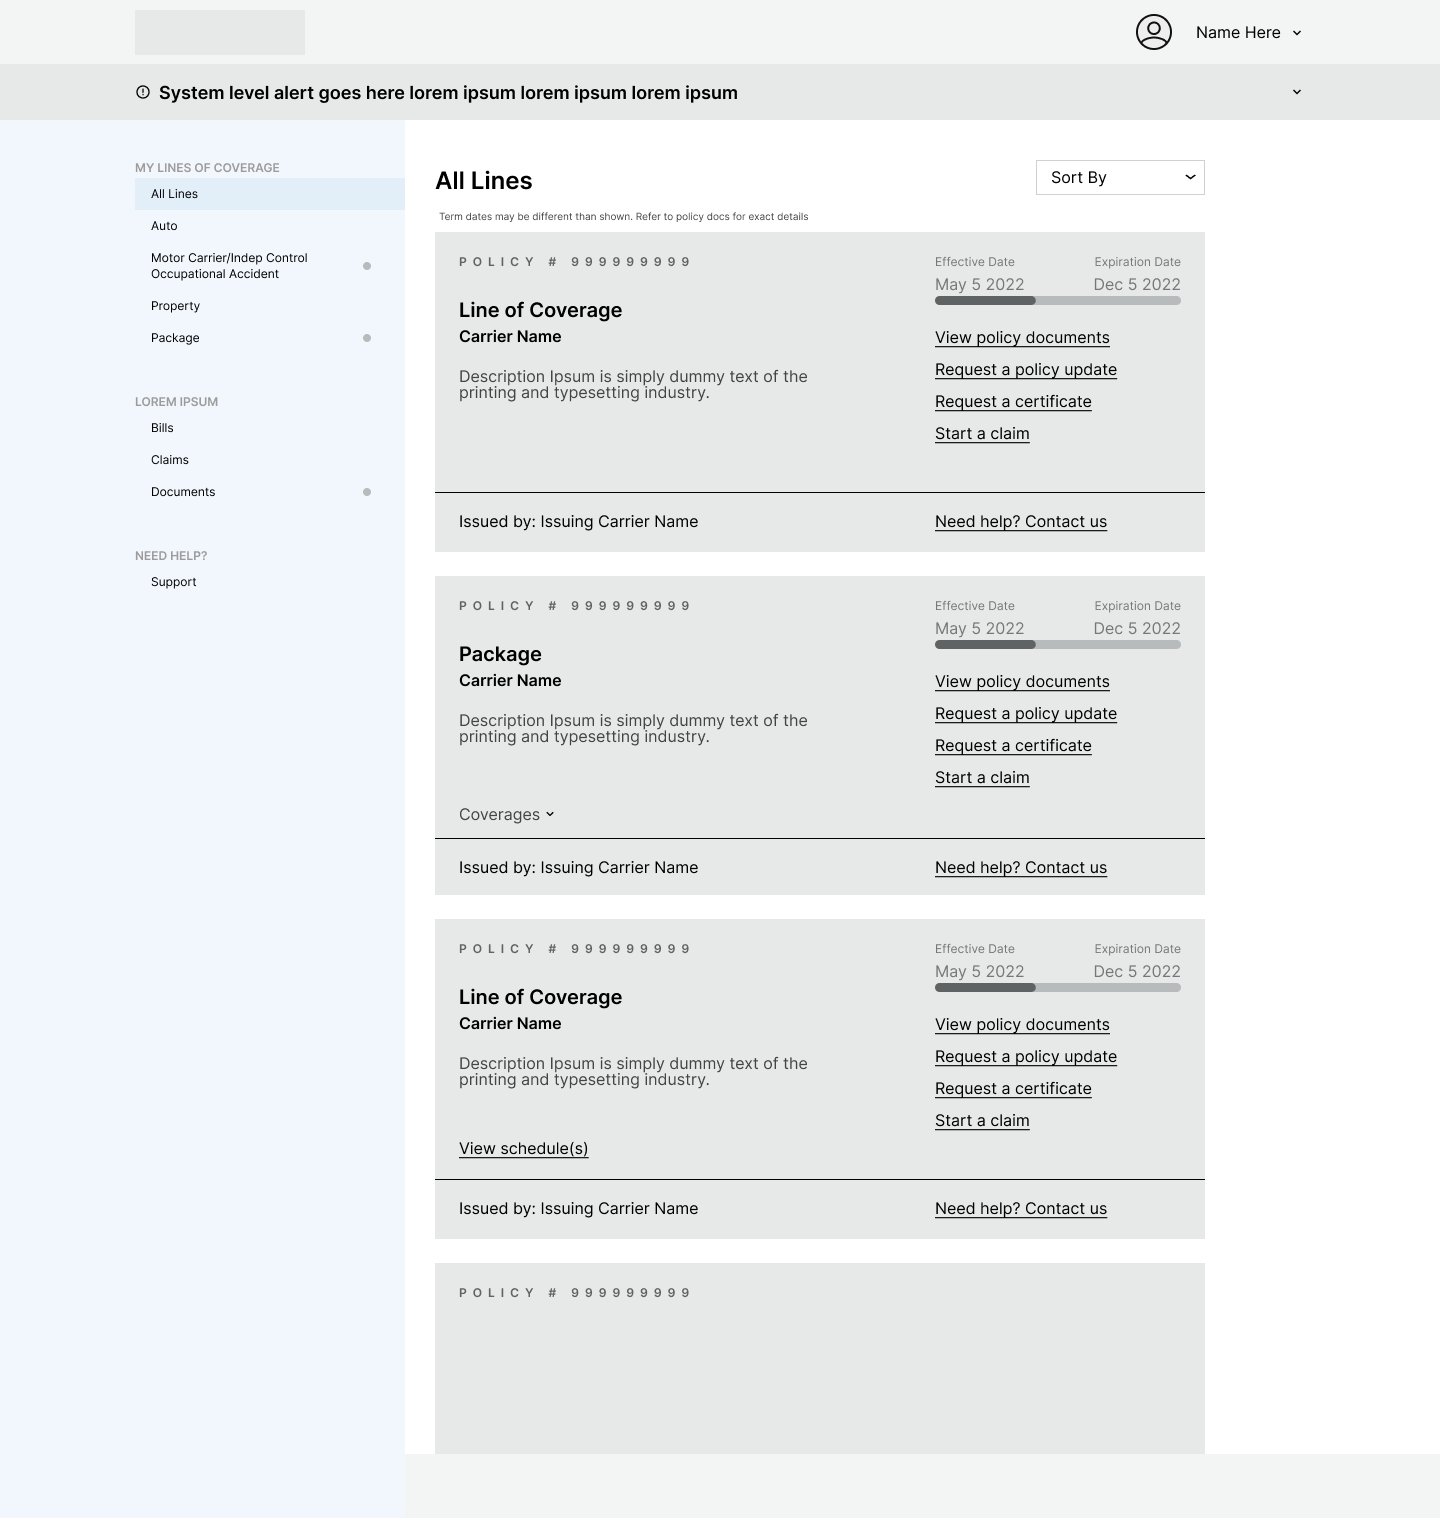 Name Here
System level alert goes here lorem ipsum lorem ipsum lorem ipsum
MY LINES OF COVERAGE
All Lines
Auto
Motor Carrier/Indep Control
Occupational Accident
Property
Package
LOREM IPSUM
Bills
Claims
Documents
NEED HELP?
Support
All Lines
Sort By
Term dates may be different than shown. Refer to policy docs for exact details
POLICY # 999999999
Line of Coverage
Carrier Name
Description Ipsum is simply dummy text of the
printing and typesetting industry.
Effective Date Expiration Date
May 5 2022 Dec 5 2022
View policy documents
Request a policy update
Request a certificate
Start a claim
Issued by: Issuing Carrier Name
Need help? Contact us
POLICY # 999999999
Package
Carrier Name
Description Ipsum is simply dummy text of the
printing and typesetting industry.
Coverages
Effective Date Expiration Date
May 5 2022 Dec 5 2022
View policy documents
Request a policy update
Request a certificate
Start a claim
Issued by: Issuing Carrier Name
Need help? Contact us
POLICY # 999999999
Line of Coverage
Carrier Name
Description Ipsum is simply dummy text of the
printing and typesetting industry.
View schedule(s)
Effective Date Expiration Date
May 5 2022 Dec 5 2022
View policy documents
Request a policy update
Request a certificate
Start a claim
Issued by: Issuing Carrier Name
Need help? Contact us
POLICY # 999999999